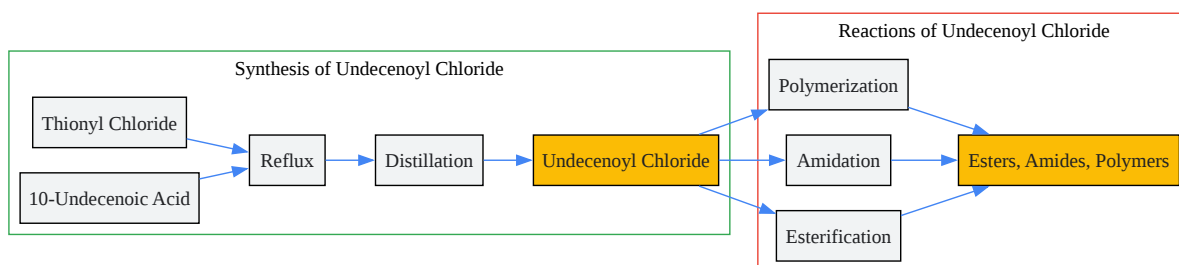 Synthesis of Undecenoyl Chloride
Thionyl Chloride
10-Undecenoic Acid
Reflux
Distillation
Undecenoyl Chloride
Reactions of Undecenoyl Chloride
Polymerization
Amidation
Esterification
Esters, Amides, Polymers